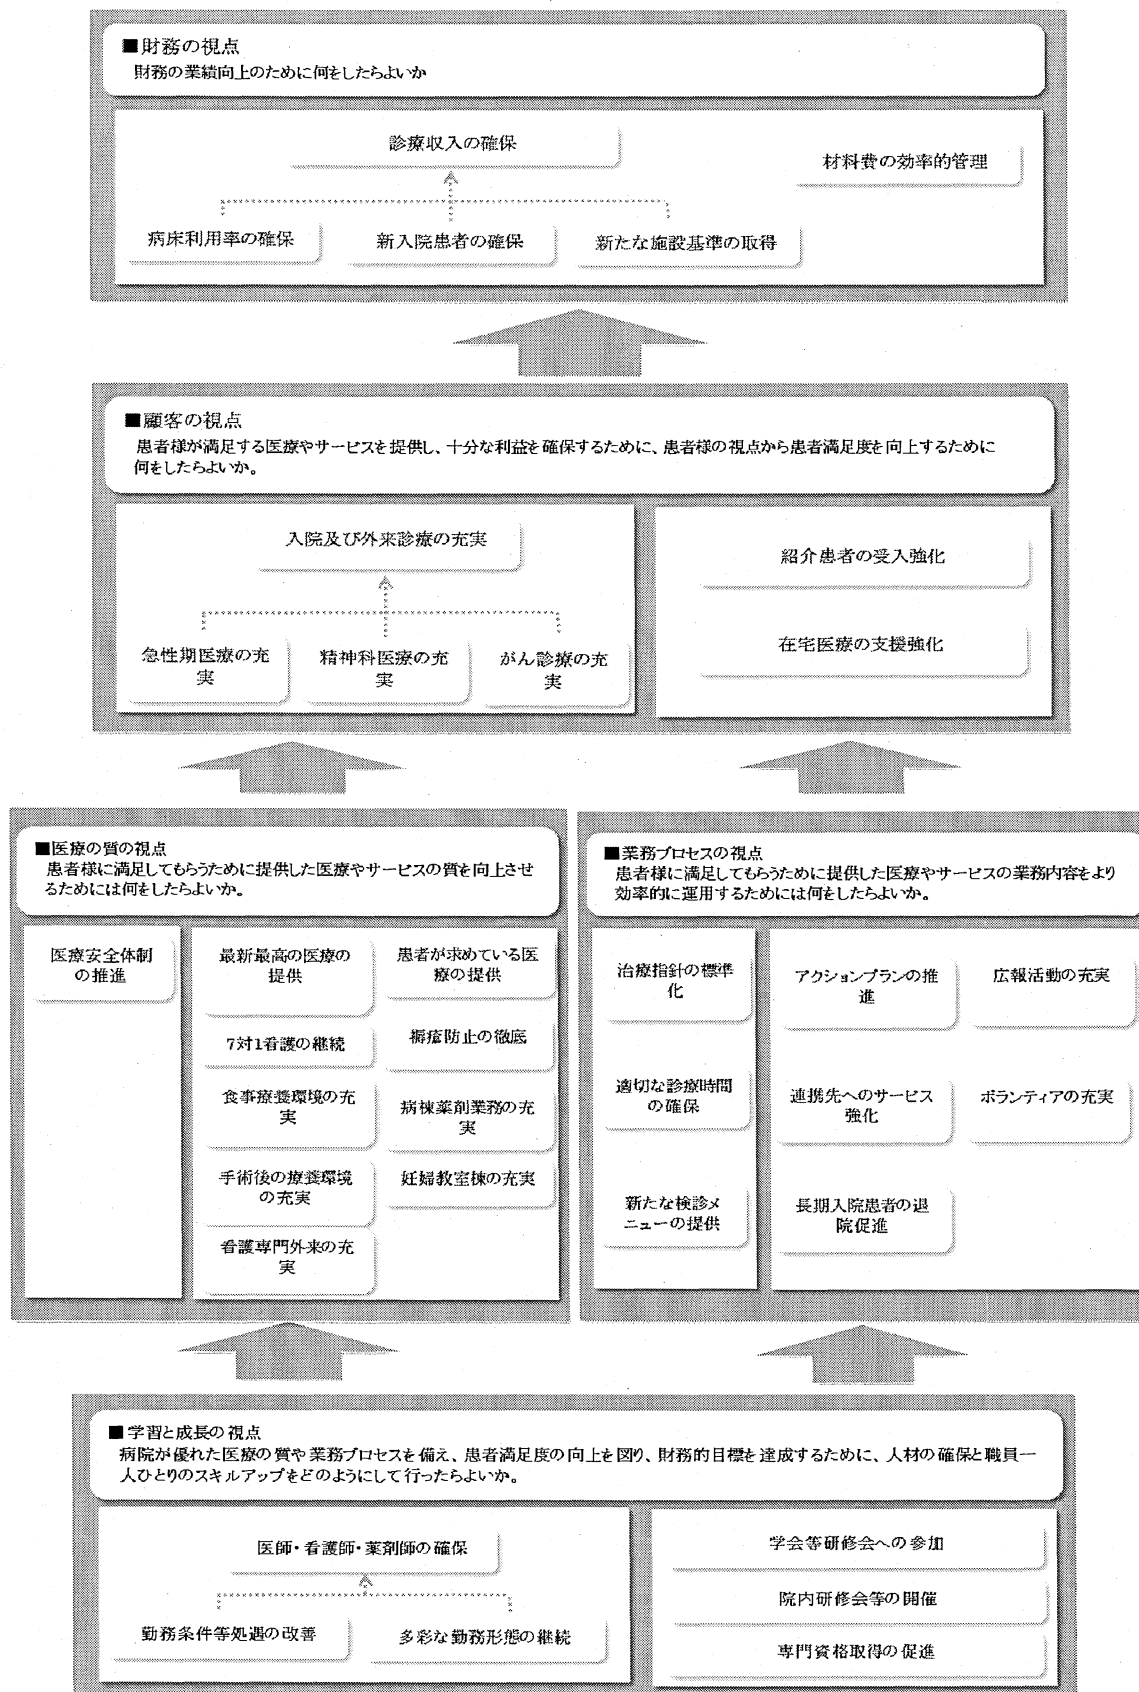 ■財務の視点
財務の業績向上のために何をしたらよいか
診療収入の確保
材料費の効率的管理
病床利用率の確保
新入院患者の確保
新たな施設基準の取得
■顧客の視点
患者様が満足する医療やサービスを提供し、十分な利益を確保するために、患者様の視点から患者満足度を向上するために
何をしたらよいか。
入院及び外来診療の充実
急性期医療の充
実
精神科医療の充
実
がん診療の充
実
紹介患者の受入強化
在宅医療の支援強化
■医療の質の視点
患者様に満足してもらうために提供した医療やサービスの質を向上させ
るためには何をしたらよいか。
医療安全体制
の推進
最新最高の医療の
提供
患者が求めている医
療の提供
7対1看護の継続
褥瘡防止の徹底
食事療養環境の充
実
病棟薬剤業務の充
実
手術後の療養環境
の充実
妊婦教室棟の充実
看護専門外来の充
実
■業務プロセスの視点
患者様に満足してもらうために提供した医療やサービスの業務内容をより
効率的に運用するためには何をしたらよいか。
治療指針の標準
化
アクションプランの推
進
広報活動の充実
適切な診療時間
の確保
連携先へのサービス
強化
ボランティアの充実
新たな検診メ
ニューの提供
長期入院患者の退
院促進
■学習と成長の視点
病院が優れた医療の質や業務プロセスを備え、患者満足度の向上を図り、財務的目標を達成するために、人材の確保と職員一
人ひとりのスキルアップをどのようにして行ったらよいか。
医師・看護師・薬剤師の確保
勤務条件等処遇の改善
多彩な勤務形態の継続
学会等研修会への参加
院内研修会等の開催
専門資格取得の促進